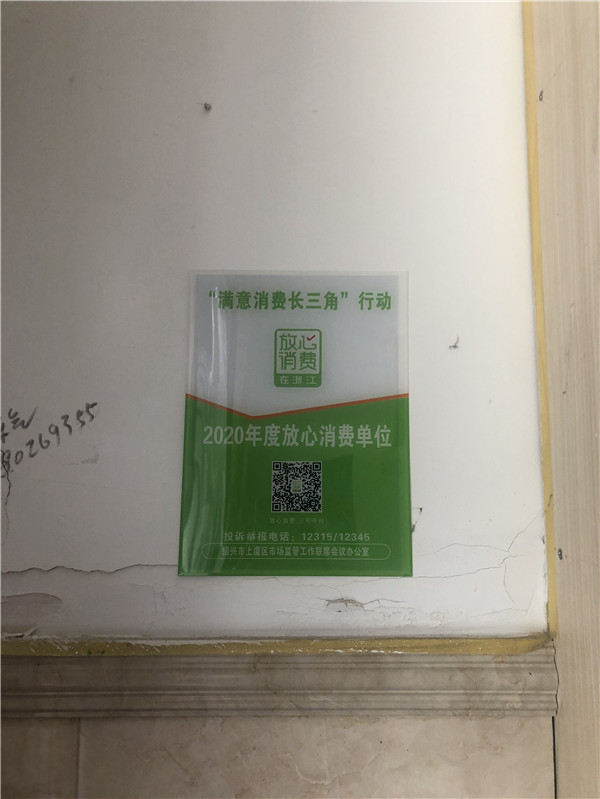 “满意消费长三角”行动
放心
消费
在浙江
2020年度放心消费单位
投诉举报电话：12315/12345
绍兴市上虞区市场监管工作联席会议办公室